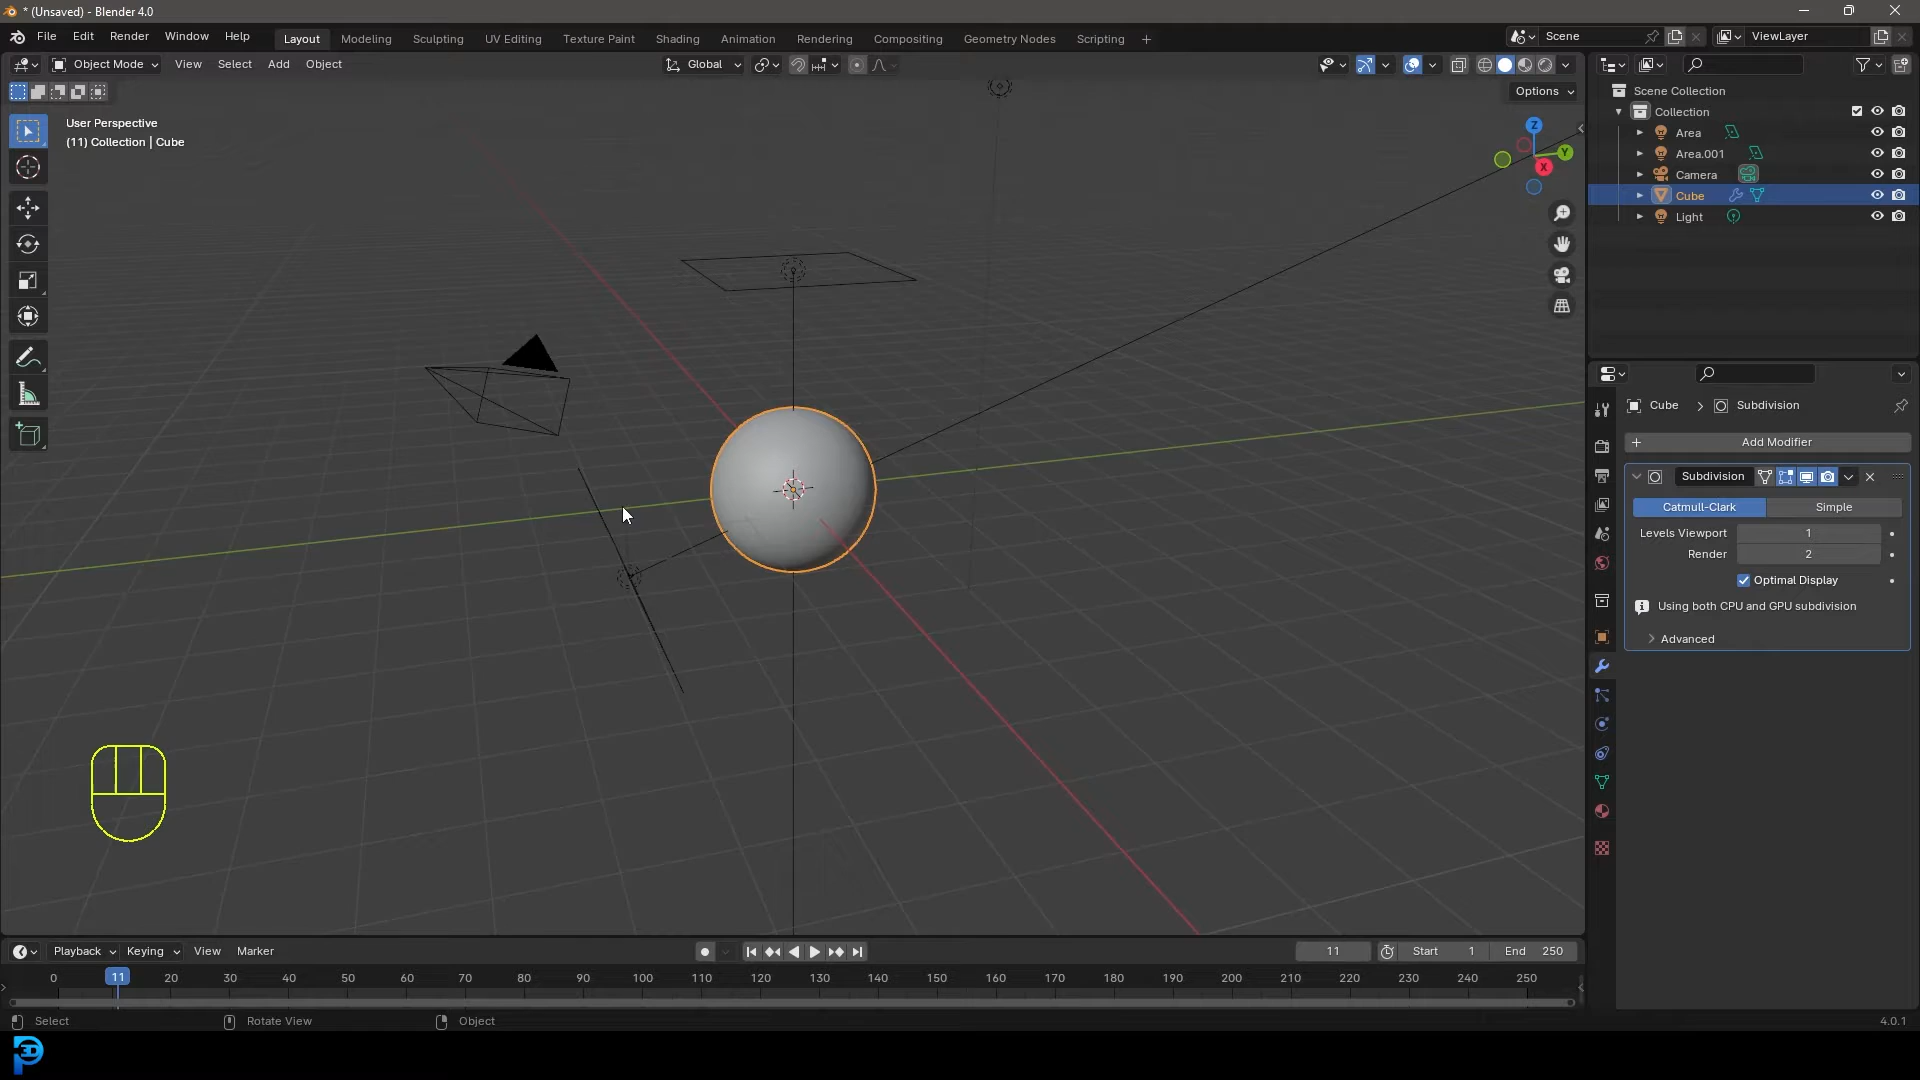 * (Unsaved) - Blender 4.0
File Edit Render Window Help Layout Modeling Sculpting UV Editing Texture Paint Shading Animation Rendering Compositing Geometry Nodes Scripting + Scene ViewLayer
Object Mode View Select Add Object Global
Options
User Perspective
(11) Collection | Cube
Z
Y
X
Scene Collection
Collection
Area
Area.001
Camera
Cube
Light
Cube > Subdivision
+ Add Modifier
Subdivision
Catmull-Clark Simple
Levels Viewport 1
Render 2
Optimal Display
Using both CPU and GPU subdivision
Advanced
Playback Keying View Marker 11 Start 1 End 250
0 11 20 30 40 50 60 70 80 90 100 110 120 130 140 150 160 170 180 190 200 210 220 230 240 250
Select Rotate View Object 4.0.1
3D